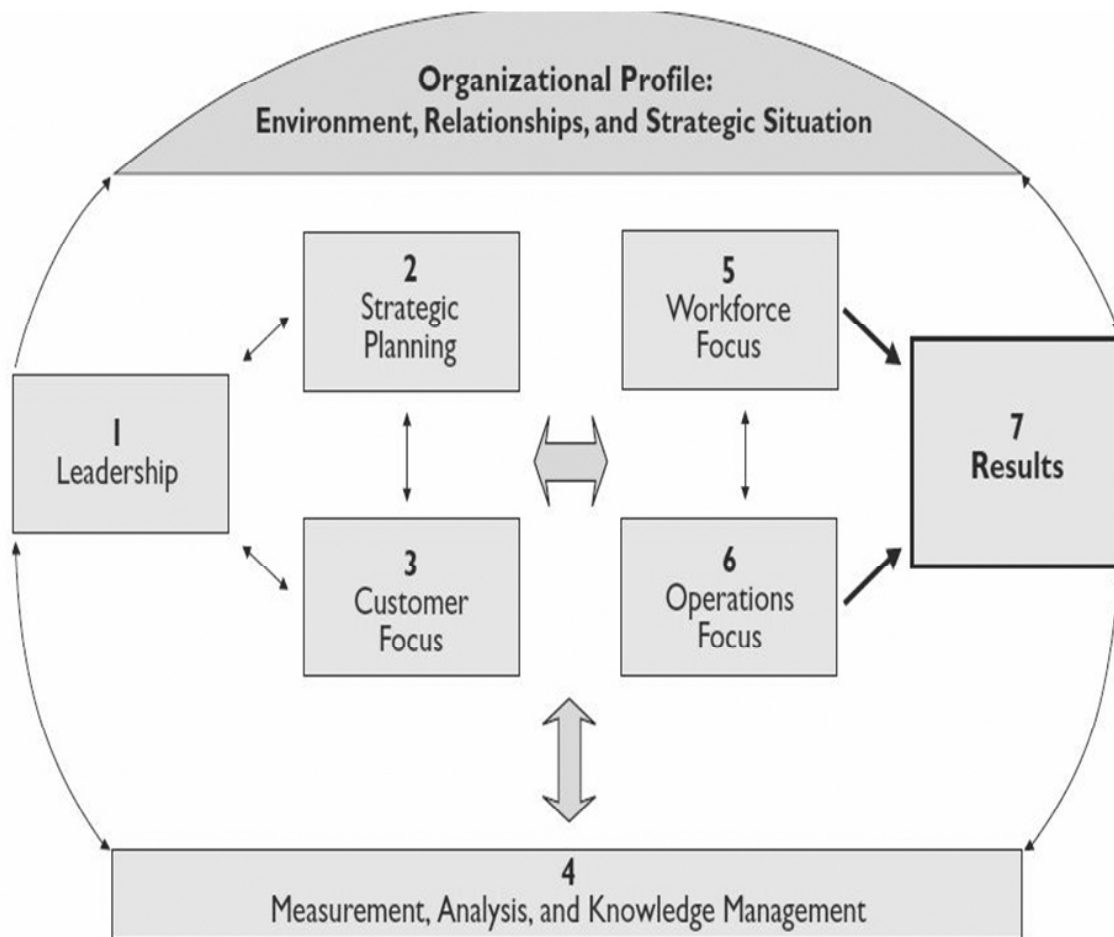 Organizational Profile:
Environment, Relationships, and Strategic Situation
2
Strategic
Planning
5
Workforce
Focus
1
Leadership
7
Results
3
Customer
Focus
6
Operations
Focus
4
Measurement, Analysis, and Knowledge Management